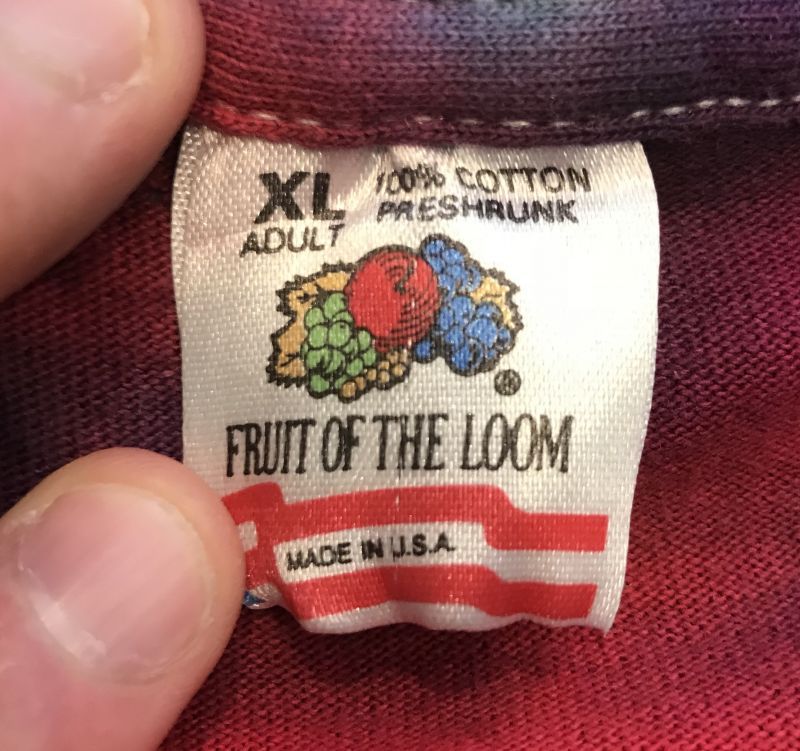 XL 100% COTTON
ADULT PRESHRUNK
®
FRUIT OF THE LOOM
MADE IN U.S.A.